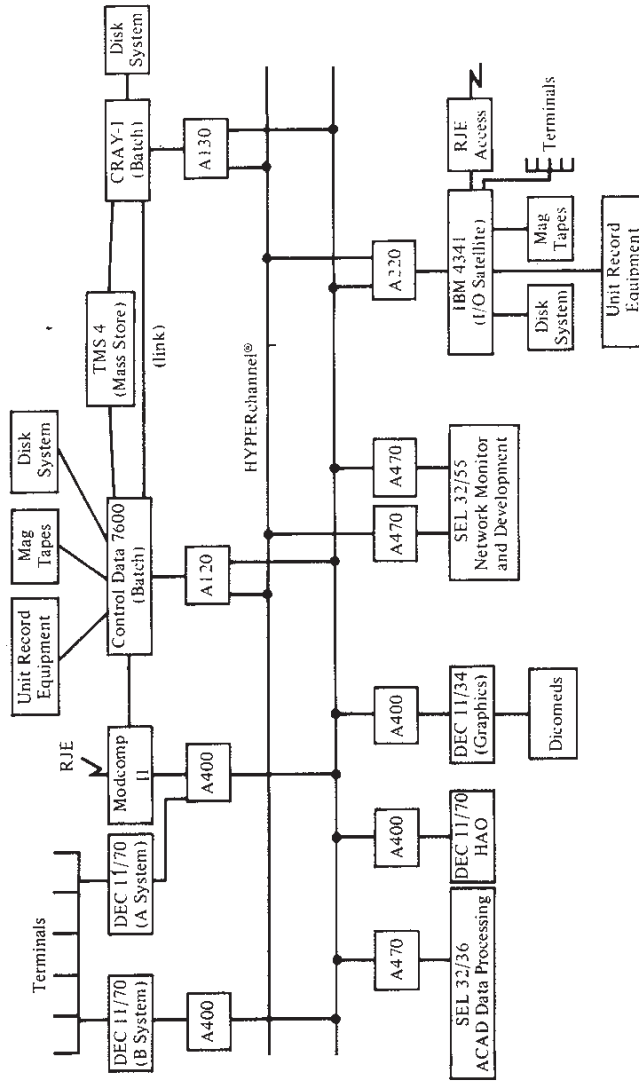 Terminals
DEC 11/70
(B System)
A400
DEC 11/70
(A System)
RJE
Modcomp
II
A400
Unit Record
Equipment
Mag
Tapes
Disk
System
Control Data 7600
(Batch)
A120
TMS 4
(Mass Store)
(link)
CRAY-1
(Batch)
Disk
System
A130
HYPERchannel®
A470
SEL 32/36
ACAD Data Processing
A400
DEC 11/70
HAO
A400
DEC 11/34
(Graphics)
Dicomeds
A470
A470
SEL 32/55
Network Monitor
and Development
A220
IBM 4341
(I/O Satellite)
RJE
Access
Terminals
Disk
System
Mag
Tapes
Unit Record
Equipment